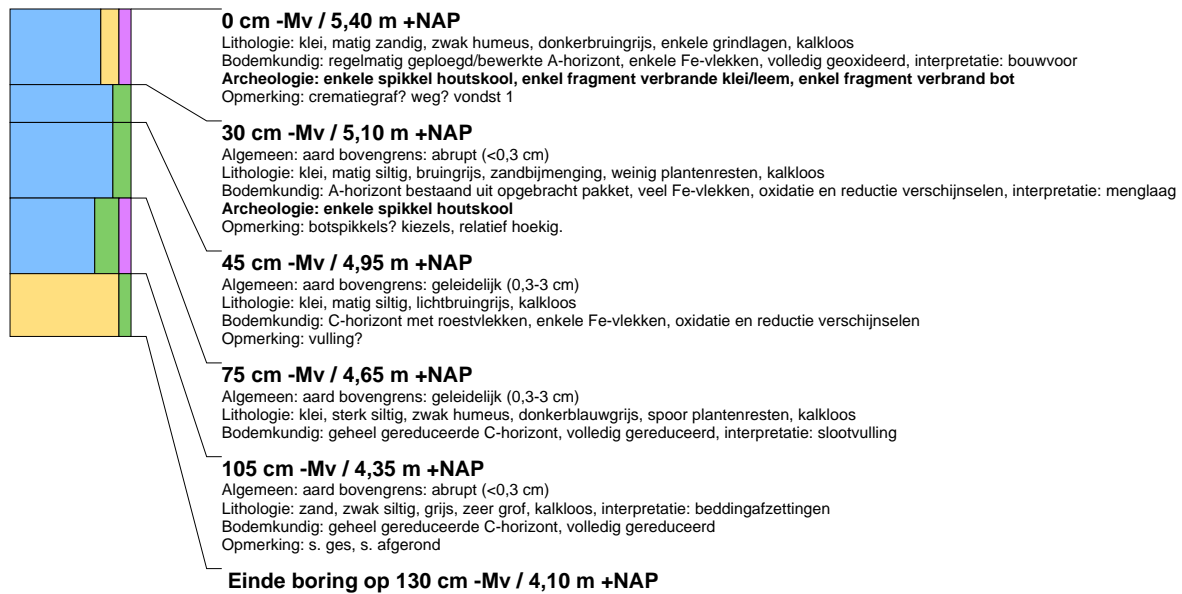 0 cm -Mv / 5,40 m +NAP
Lithologie: klei, matig zandig, zwak humeus, donkerbruingrijs, enkele grindlagen, kalkloos
Bodemkundig: regelmatig geploegd/bewerkte A-horizont, enkele Fe-vlekken, volledig geoxideerd, interpretatie: bouwvoor
Archeologie: enkele spikkel houtskool, enkel fragment verbrande klei/leem, enkel fragment verbrand bot
Opmerking: crematiegraf? weg? vondst 1
30 cm -Mv / 5,10 m +NAP
Algemeen: aard bovengrens: abrupt (<0,3 cm)
Lithologie: klei, matig siltig, bruingrijs, zandbijmenging, weinig plantenresten, kalkloos
Bodemkundig: A-horizont bestaand uit opgebracht pakket, veel Fe-vlekken, oxidatie en reductie verschijnselen, interpretatie: menglaag
Archeologie: enkele spikkel houtskool
Opmerking: botspikkels? kiezels, relatief hoekig.
45 cm -Mv / 4,95 m +NAP
Algemeen: aard bovengrens: geleidelijk (0,3-3 cm)
Lithologie: klei, matig siltig, lichtbruingrijs, kalkloos
Bodemkundig: C-horizont met roestvlekken, enkele Fe-vlekken, oxidatie en reductie verschijnselen
Opmerking: vulling?
75 cm -Mv / 4,65 m +NAP
Algemeen: aard bovengrens: geleidelijk (0,3-3 cm)
Lithologie: klei, sterk siltig, zwak humeus, donkerblauwgrijs, spoor plantenresten, kalkloos
Bodemkundig: geheel gereduceerde C-horizont, volledig gereduceerd, interpretatie: slootvulling
105 cm -Mv / 4,35 m +NAP
Algemeen: aard bovengrens: abrupt (<0,3 cm)
Lithologie: zand, zwak siltig, grijs, zeer grof, kalkloos, interpretatie: beddingafzettingen
Bodemkundig: geheel gereduceerde C-horizont, volledig gereduceerd
Opmerking: s. ges, s. afgerond
Einde boring op 130 cm -Mv / 4,10 m +NAP